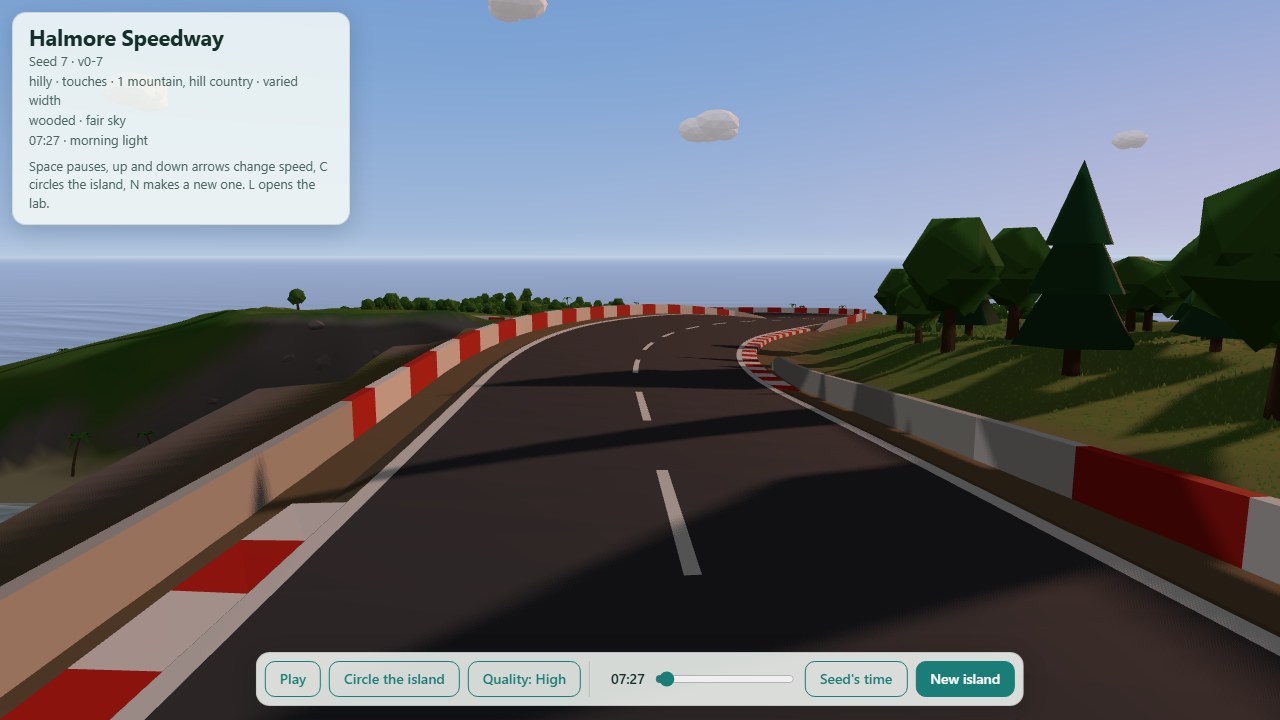 Halmore Speedway
Seed 7 · v0-7
hilly · touches · 1 mountain, hill country · varied
width
wooded · fair sky
07:27 · morning light
Space pauses, up and down arrows change speed, C
circles the island, N makes a new one. L opens the
lab.
Play
Circle the island
Quality: High
07:27
Seed's time
New island